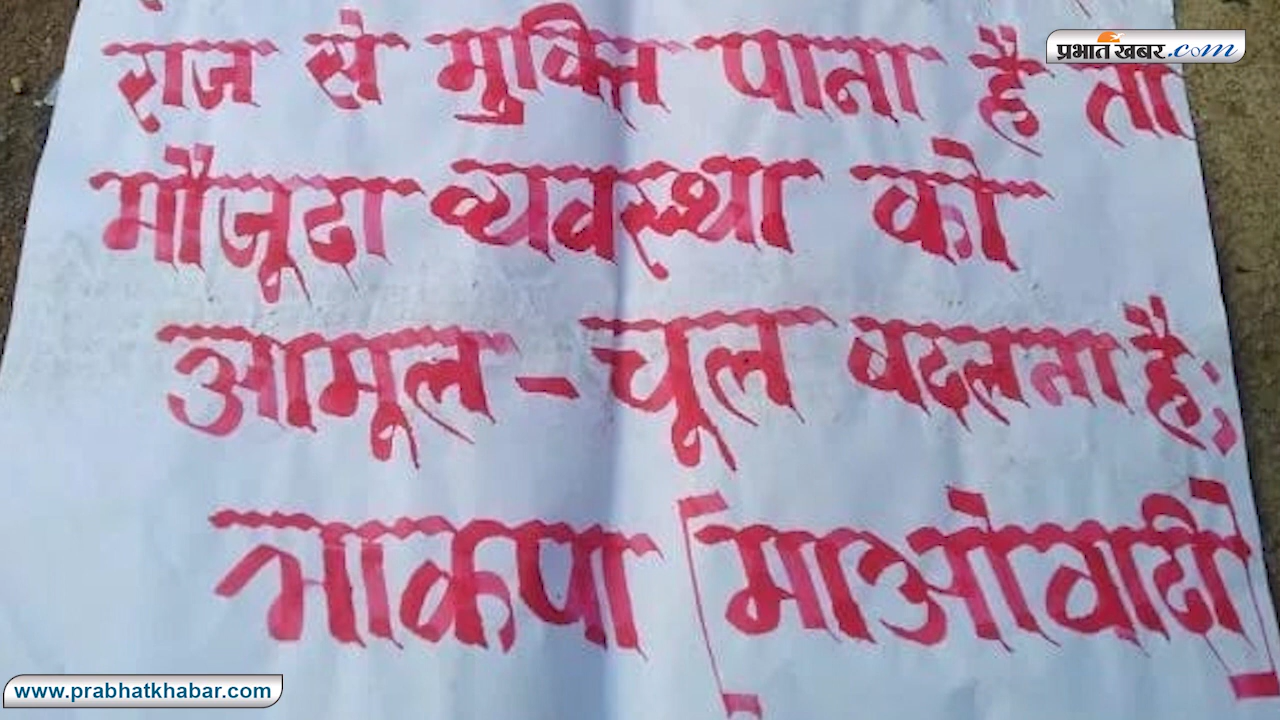 राज से मुक्ति पाना है तो
मौजूदा व्यवस्था को
आमूल-चूल बदलना है;
भाकपा [माओवादी]
प्रभात खबर.com
www.prabhatkhabar.com